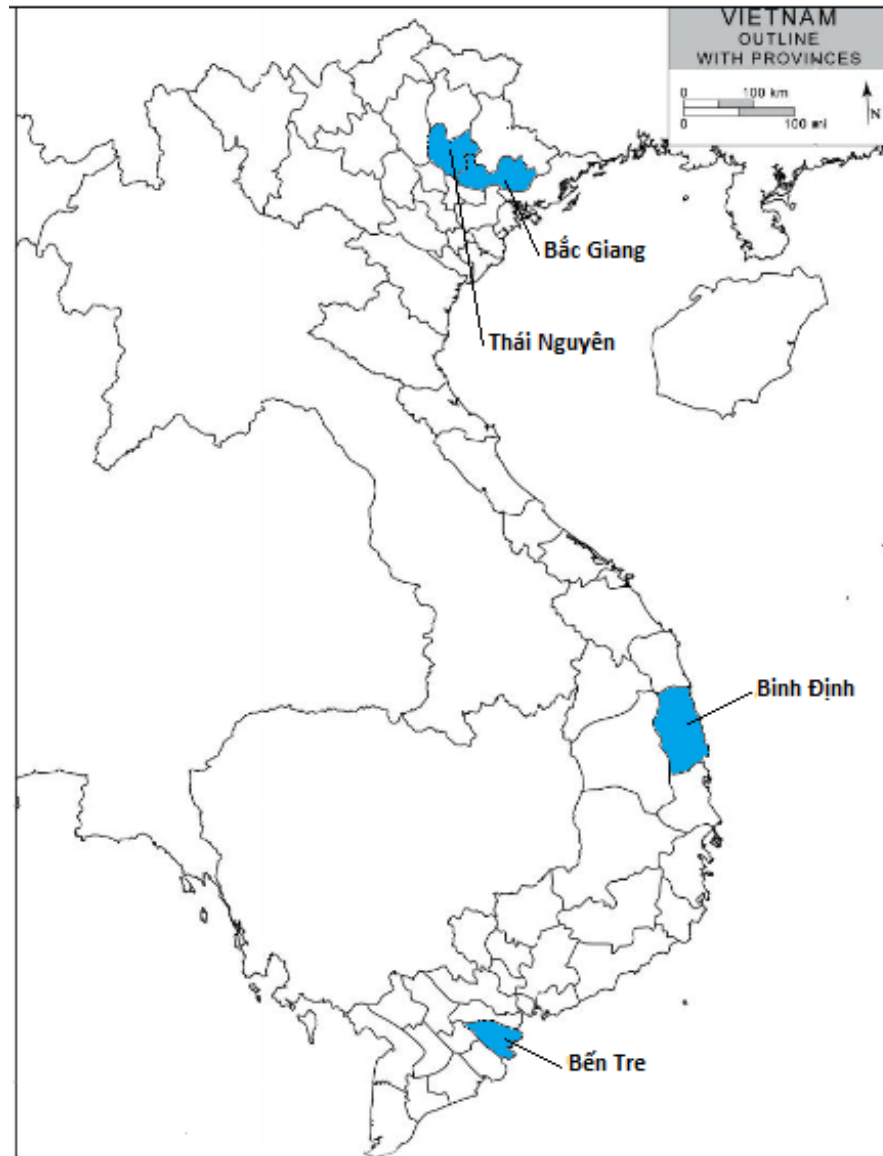 VIETNAM
OUTLINE
WITH PROVINCES
0 100 km
0 100 mi
N
Bắc Giang
Thái Nguyên
Bình Định
Bến Tre